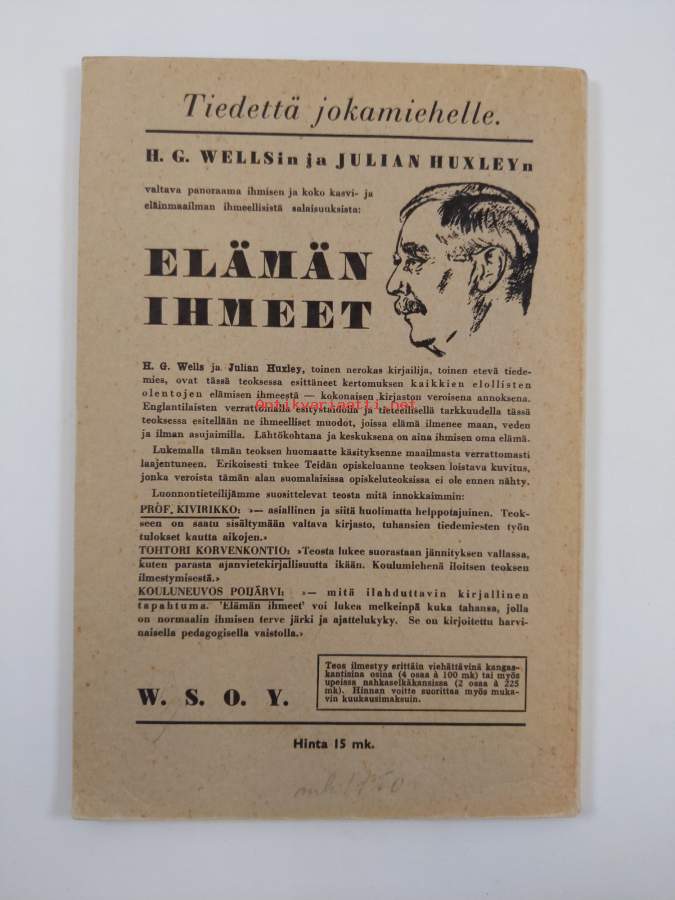 Tiedettä jokamiehelle.
H. G. WELLSin ja JULIAN HUXLEYn
valtava panoraama ihmisen ja koko kasvi- ja
eläinmaailman ihmeellisistä salaisuuksista:
ELÄMÄN
IHMEET
H. G. Wells ja Julian Huxley, toinen nerokas kirjailija, toinen etevä tiede-
mies, ovat tässä teoksessa esittäneet kertomuksen kaikkien elollisten
olentojen elämisen ihmeestä — kokonaisen kirjaston veroisena annoksena.
Englantilaisten verrattomalla esitystaidolla ja tieteellisellä tarkkuudella tässä
teoksessa esitellään ne ihmeelliset muodot, joissa elämä ilmenee maan, veden
ja ilman asujaimilla. Lähtökohtana ja keskuksena on aina ihmisen oma elämä.
Lukemalla tämän teoksen huomaatte käsityksenne maailmasta verrattomasti
laajentuneen. Erikoisesti tukee Teidän opiskeluanne teoksen loistava kuvitus,
jonka veroista tämän alan suomalaisissa opiskeluteoksissa ei ole ennen nähty.
Luonnontieteilijämme suosittelevat teosta mitä innokkaimmin:
PROF. KIVIRIKKO: »— asiallinen ja siitä huolimatta helppotajuinen. Teok-
seen on saatu sisältymään valtava kirjasto, tuhansien tiedemiesten työn
tulokset kautta aikojen.»
TOHTORI KORVENKONTIO: »Teosta lukee suorastaan jännityksen vallassa,
kuten parasta ajanvietekirjallisuutta ikään. Koulumiehenä iloitsen teoksen
ilmestymisestä.»
KOULUNEUVOS POIJÄRVI: »— mitä ilahduttavin kirjallinen
tapahtuma. 'Elämän ihmeet' voi lukea melkeinpä kuka tahansa, jolla
on normaalin ihmisen terve järki ja ajattelukyky. Se on kirjoitettu harvi-
naisella pedagogisella vaistolla.»
W. S. O. Y.
Teos ilmestyy erittäin viehättävinä kangas-
kantisina osina (4 osaa à 100 mk) tai myös
upeissa nahkaselkäkansissa (2 osaa à 225
mk). Hinnan voitte suorittaa myös muka-
vin kuukausimaksuin.
Hinta 15 mk.
Antikvariaatti.net